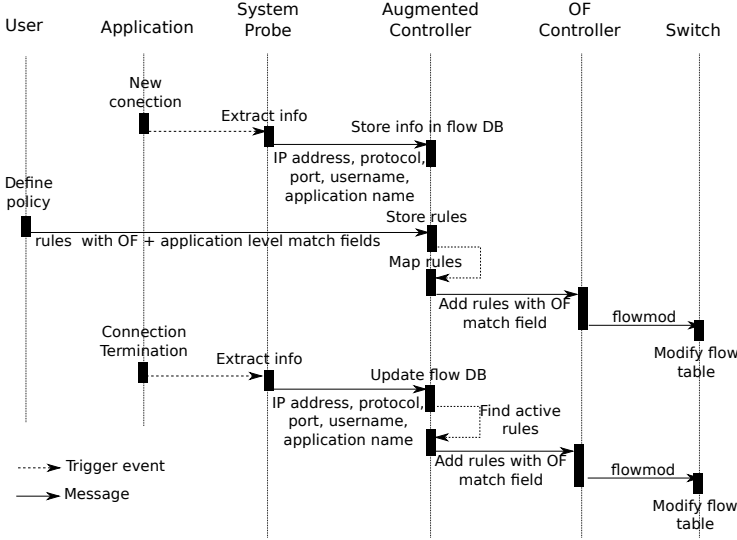 User
Application
System
Probe
Augmented
Controller
OF
Controller
Switch
New
conection
Extract info
Store info in flow DB
IP address, protocol,
port, username,
application name
Define
policy
Store rules
rules with OF + application level match fields
Map rules
Add rules with OF
match field
flowmod
Modify flow
table
Connection
Termination
Extract info
Update flow DB
IP address, protocol,
port, username,
application name
Find active
rules
Add rules with OF
match field
flowmod
Modify flow
table
Trigger event
Message